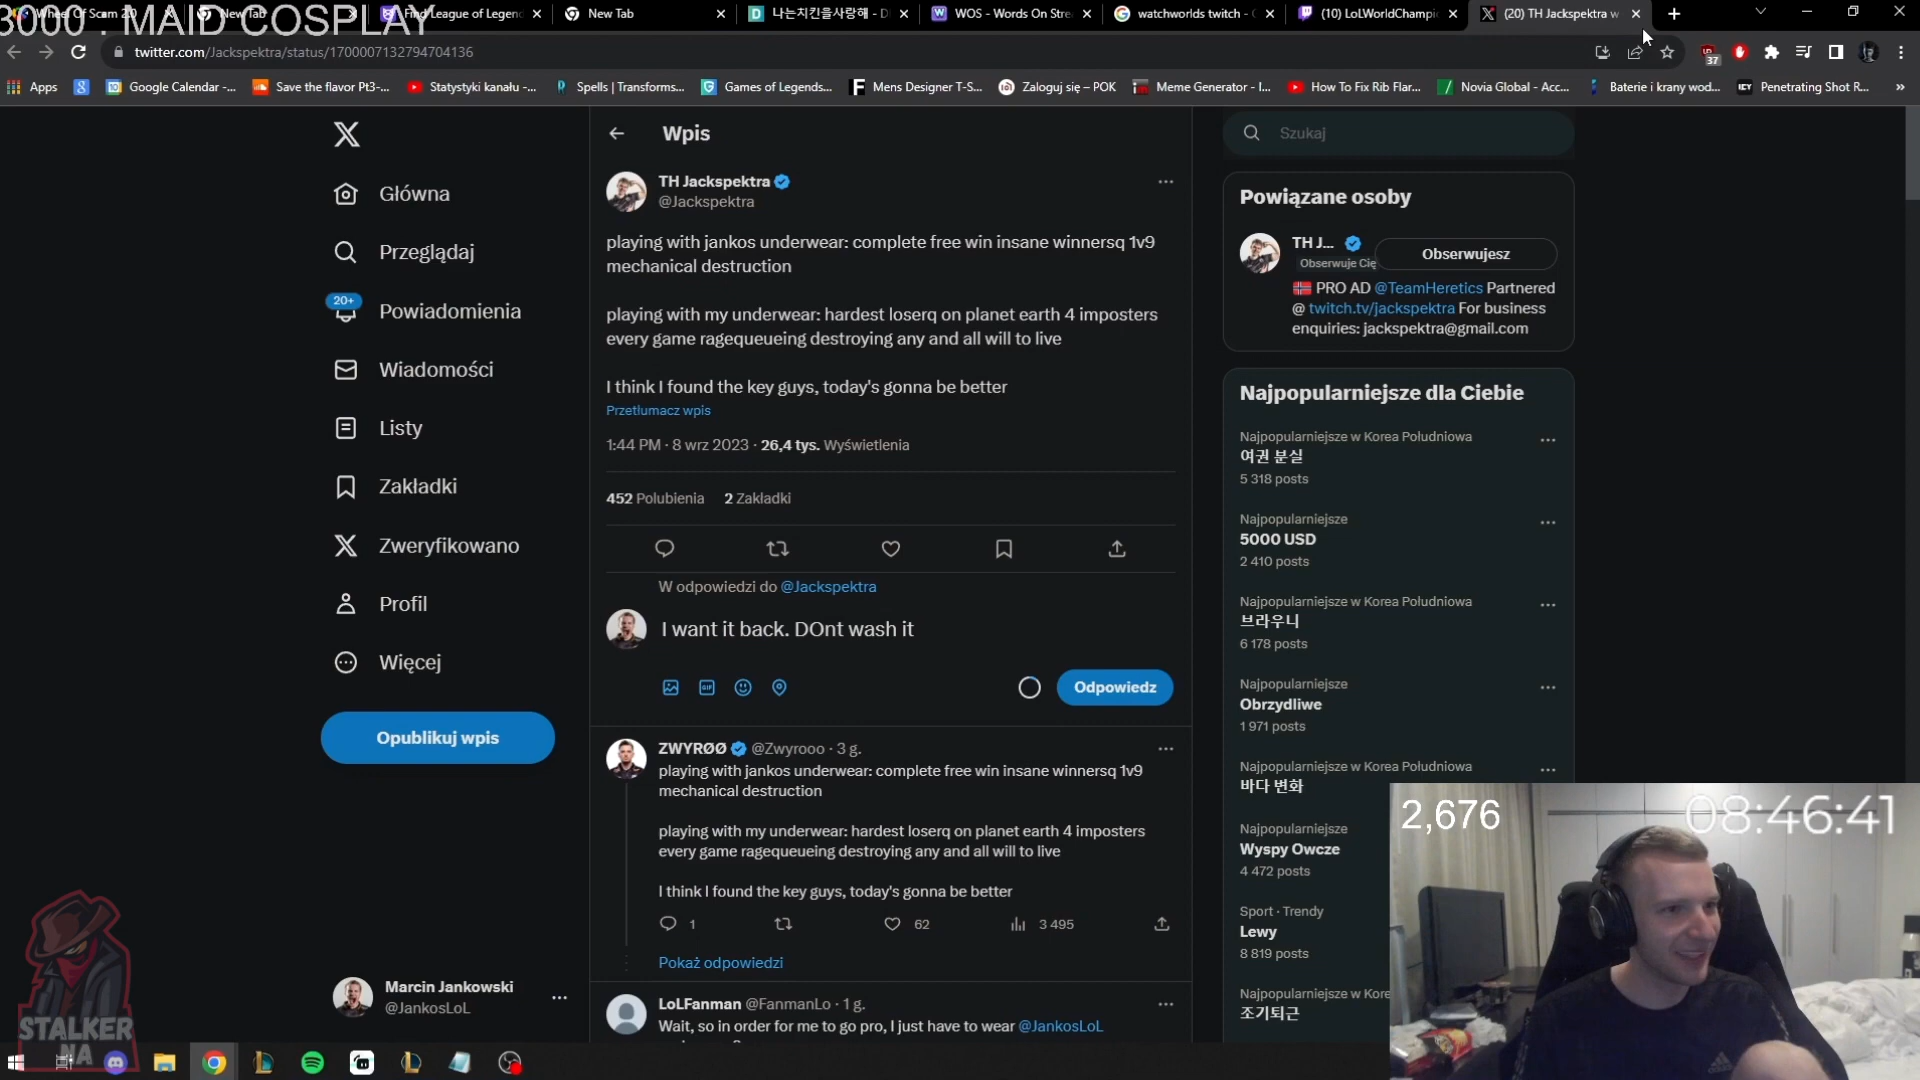 3000 : MAID COSPLAY
Wheel Of Scam 2.0
New Tab
Find League of Legen
New Tab
나는치킨을사랑해 - D
WOS - Words On Stre
watchworlds twitch -
(10) LoLWorldChampi
(20) TH Jackspektra w
twitter.com/Jackspektra/status/1700007132794704136
37
Apps
Google Calendar -...
Save the flavor Pt3-...
Statystyki kanału -...
Spells | Transforms...
Games of Legends...
Mens Designer T-S...
Zaloguj się – POK
Meme Generator - I...
How To Fix Rib Flar...
Novia Global - Acc...
Baterie i krany wod...
Penetrating Shot R...
Główna
Przeglądaj
20+
Powiadomienia
Wiadomości
Listy
Zakładki
Zweryfikowano
Profil
Więcej
Opublikuj wpis
Marcin Jankowski
@JankosLoL
STALKER
NA
Wpis
TH Jackspektra
@Jackspektra
playing with jankos underwear: complete free win insane winnersq 1v9
mechanical destruction
playing with my underwear: hardest loserq on planet earth 4 imposters
every game ragequeueing destroying any and all will to live
I think I found the key guys, today's gonna be better
Przetłumacz wpis
1:44 PM · 8 wrz 2023 · 26,4 tys. Wyświetlenia
452 Polubienia 2 Zakładki
W odpowiedzi do @Jackspektra
I want it back. DOnt wash it
GIF
Odpowiedz
ZWYRØØ @Zwyrooo · 3 g.
playing with jankos underwear: complete free win insane winnersq 1v9
mechanical destruction
playing with my underwear: hardest loserq on planet earth 4 imposters
every game ragequeueing destroying any and all will to live
I think I found the key guys, today's gonna be better
1 62 3 495
Pokaż odpowiedzi
LoLFanman @FanmanLo · 1 g.
Wait, so in order for me to go pro, I just have to wear @JankosLoL
Szukaj
Powiązane osoby
TH J...
Obserwuje Cię
Obserwujesz
PRO AD @TeamHeretics Partnered
@ twitch.tv/jackspektra For business
enquiries: jackspektra@gmail.com
Najpopularniejsze dla Ciebie
Najpopularniejsze w Korea Południowa
여권 분실
5 318 posts
Najpopularniejsze
5000 USD
2 410 posts
Najpopularniejsze w Korea Południowa
브라우니
6 178 posts
Najpopularniejsze
Obrzydliwe
1 971 posts
Najpopularniejsze w Korea Południowa
바다 변화
Najpopularniejsze
Wyspy Owcze
4 472 posts
Sport · Trendy
Lewy
8 819 posts
Najpopularniejsze w Kore
조기퇴근
2,676
08:46:41